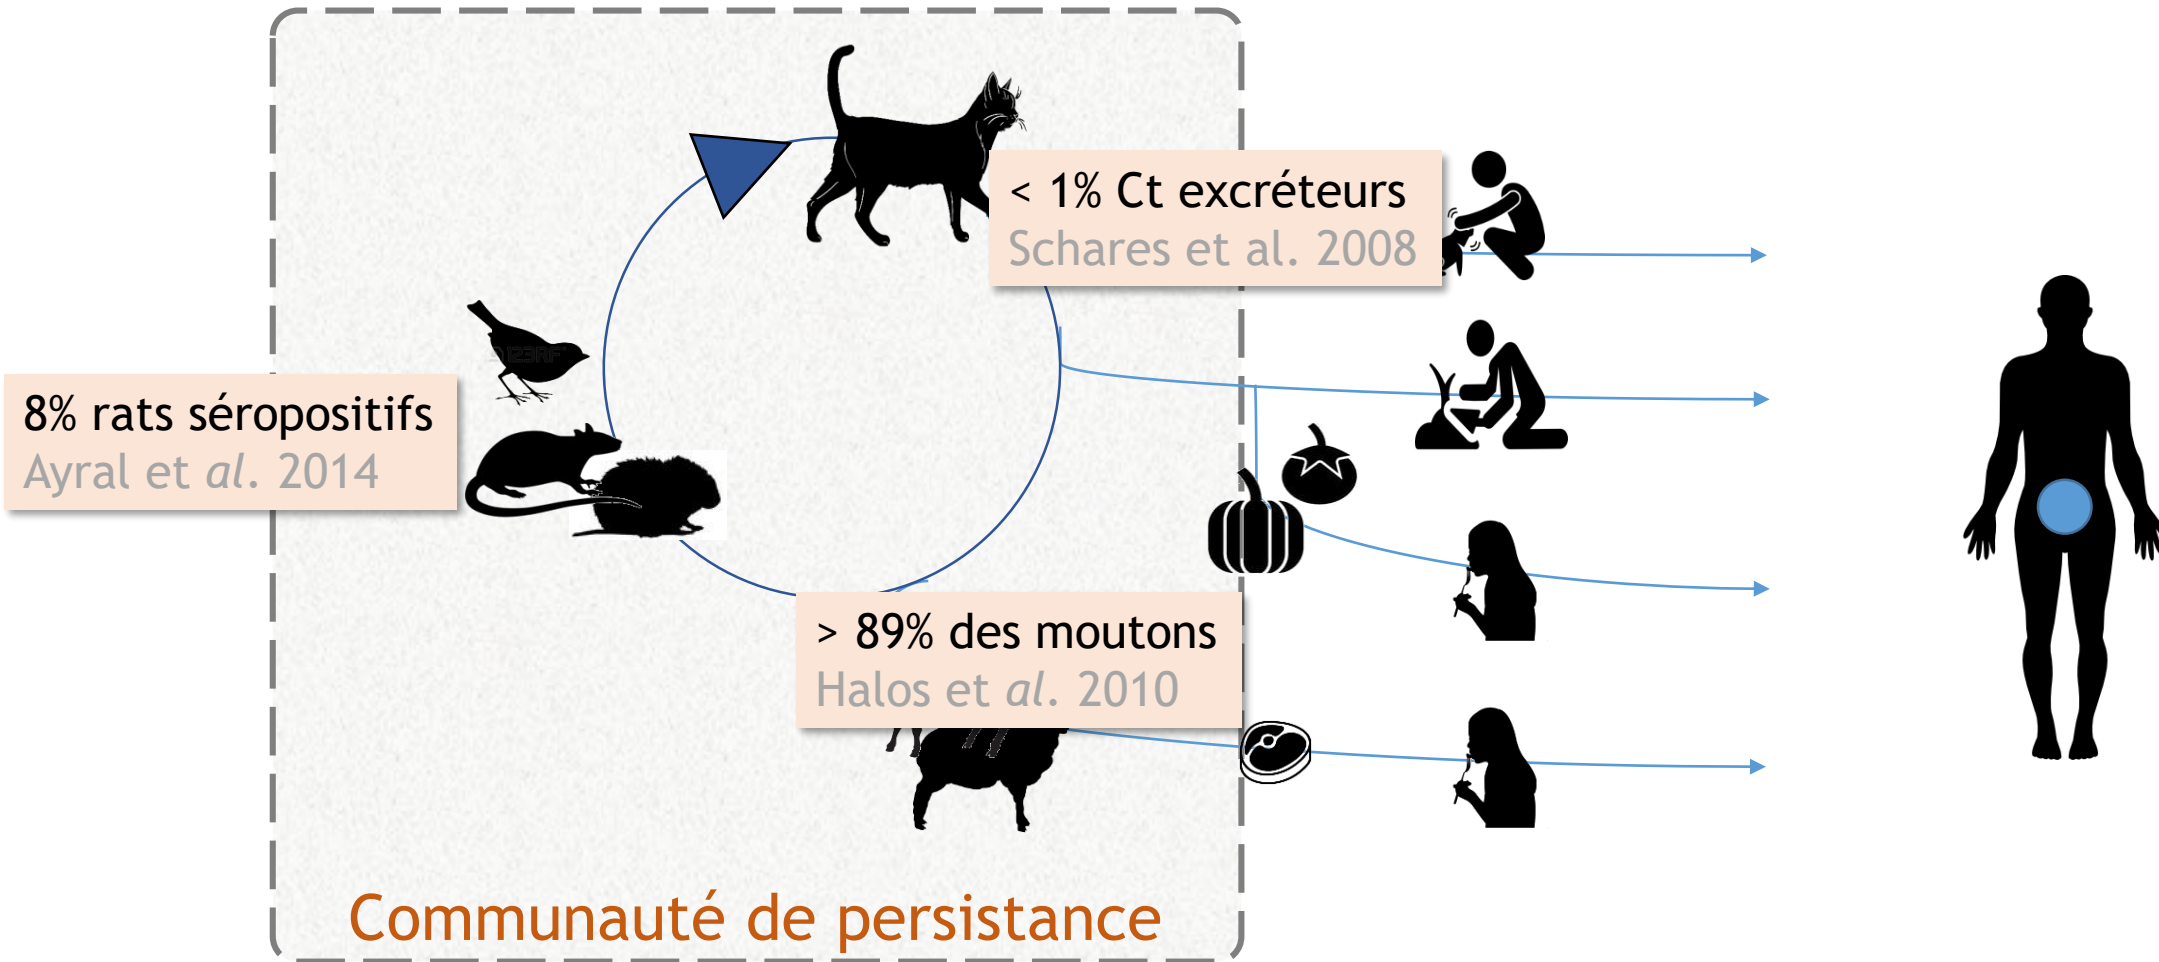 < 1% Ct excréteurs
Schares et al. 2008
123RF
8% rats séropositifs
Ayral et al. 2014
> 89% des moutons
Halos et al. 2010
Communauté de persistance